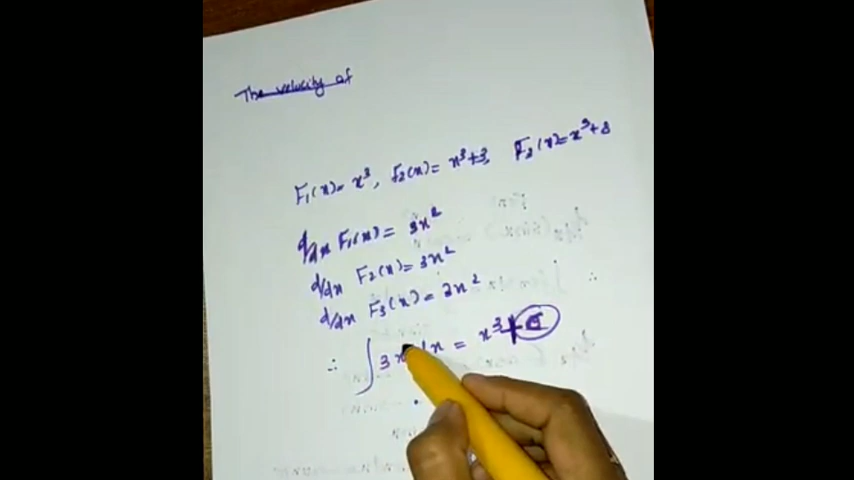 The velocity of
F₁(x) = x³, F₂(x) = x³+3, F₃(x) = x³+8
d/dx F₁(x) = 3x²
d/dx F₂(x) = 3x²
d/dx F₃(x) = 3x²
∴ ∫ 3x² dx = x³ + C